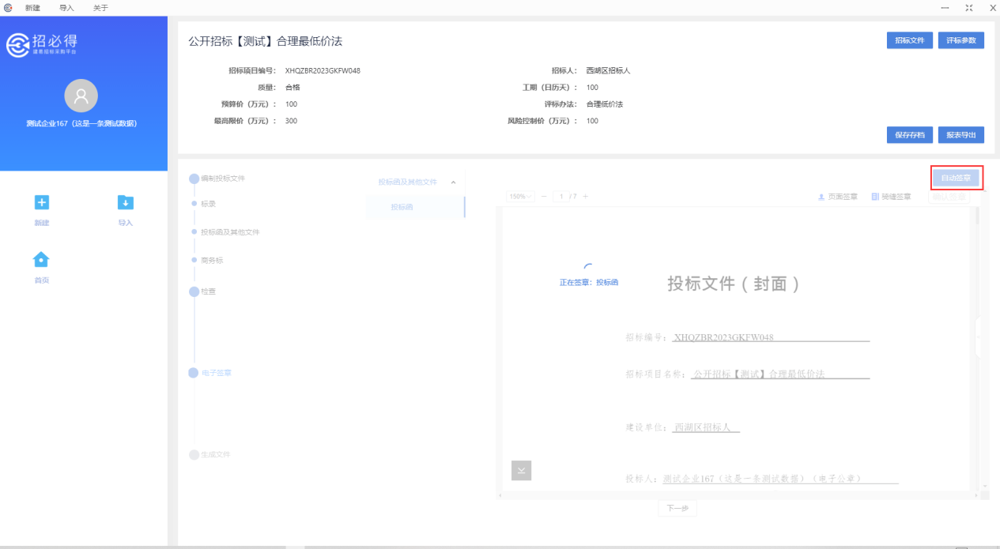 新建 导入 关于
招必得
建易招标采购平台
测试企业167（这是一条测试数据）
新建 导入
首页
公开招标【测试】合理最低价法
招标文件 评标参数
招标项目编号： XHQZBR2023GKFW048 招标人： 西湖区招标人
质量： 合格 工期（日历天）： 100
预算价（万元）： 100 评标办法： 合理低价法
最高限价（万元）： 300 风险控制价（万元）： 100
保存存档 报表导出
编制投标文件
标录
投标函及其他文件
商务标
检查
电子签章
生成文件
投标函及其他文件
投标函
自动签章
150% − 1 / 7 + 页面签章 骑缝签章 确认签章
正在签章：投标函
投标文件（封面）
招标编号： XHQZBR2023GKFW048
招标项目名称： 公开招标【测试】合理最低价法
建设单位： 西湖区招标人
投标人： 测试企业167（这是一条测试数据）（电子公章）
下一步